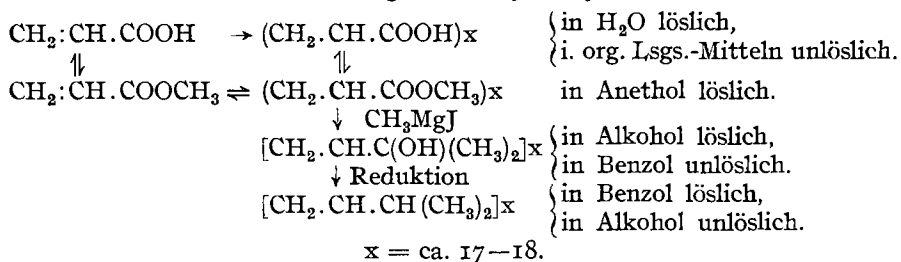 CH₂:CH.COOH → (CH₂.CH.COOH)x {in H₂O löslich,
i. org. Lsgs.-Mitteln unlöslich.
⥮ ⥮
CH₂:CH.COOCH₃ ⇌ (CH₂.CH.COOCH₃)x in Anethol löslich.
↓ CH₃MgJ
[CH₂.CH.C(OH)(CH₃)₂]x {in Alkohol löslich,
in Benzol unlöslich.
↓ Reduktion
[CH₂.CH.CH(CH₃)₂]x {in Benzol löslich,
in Alkohol unlöslich.
x = ca. 17—18.